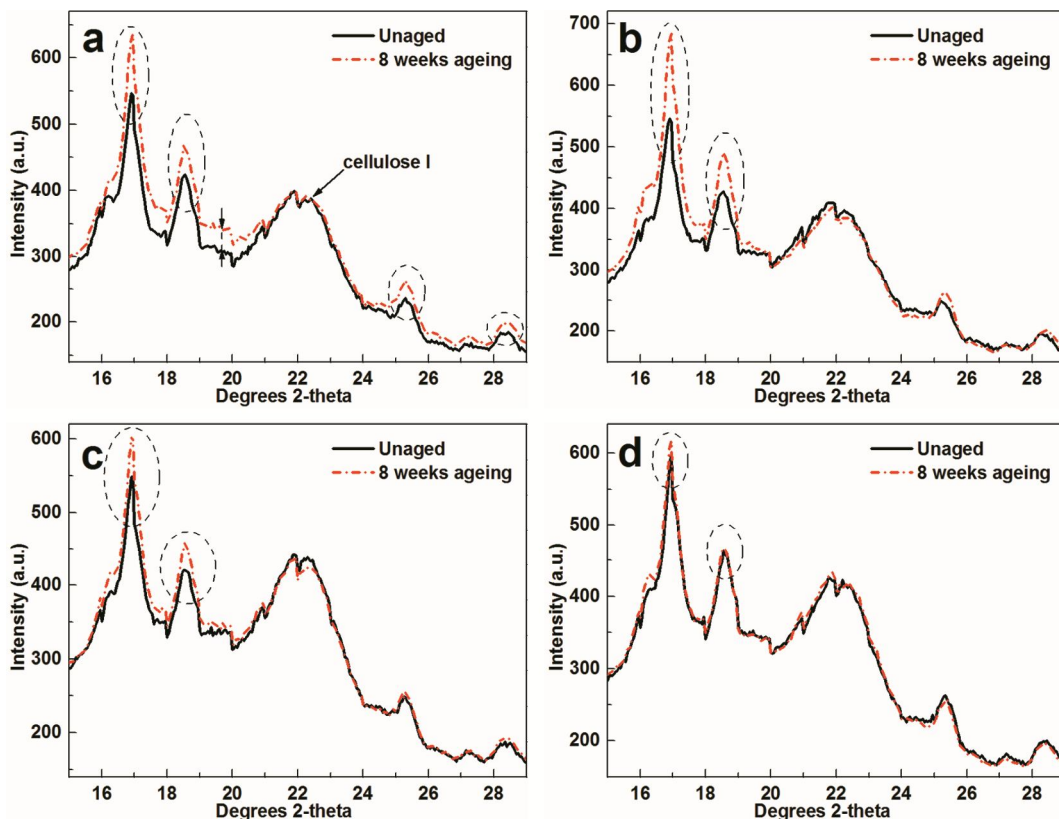 a
Unaged
8 weeks ageing
cellulose I
Intensity (a.u.)
600
500
400
300
200
16 18 20 22 24 26 28
Degrees 2-theta
b
Unaged
8 weeks ageing
Intensity (a.u.)
700
600
500
400
300
200
16 18 20 22 24 26 28
Degrees 2-theta
c
Unaged
8 weeks ageing
Intensity (a.u.)
600
500
400
300
200
16 18 20 22 24 26 28
Degrees 2-theta
d
Unaged
8 weeks ageing
Intensity (a.u.)
600
500
400
300
200
16 18 20 22 24 26 28
Degrees 2-theta